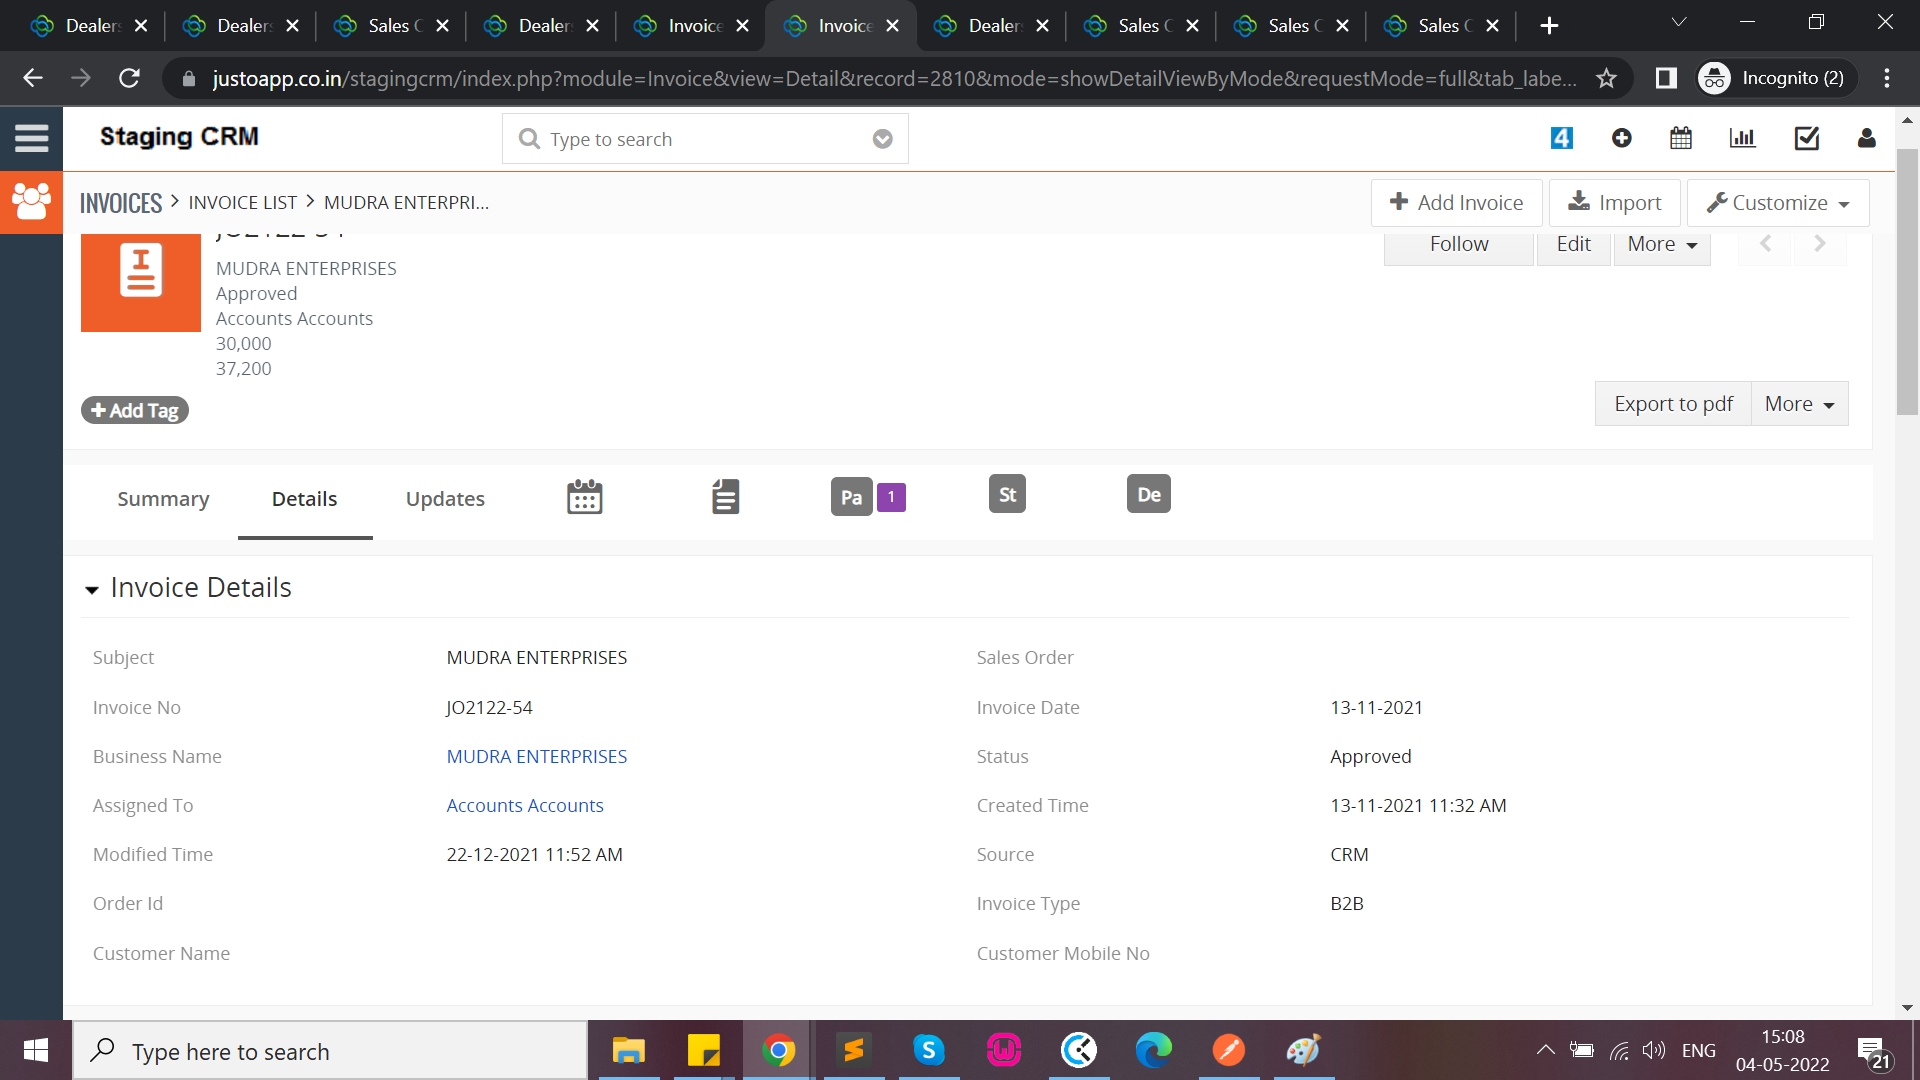 Dealers
Dealers
Sales C
Dealers
Invoice
Invoice
Dealers
Sales C
Sales C
Sales C
justoapp.co.in/stagingcrm/index.php?module=Invoice&view=Detail&record=2810&mode=showDetailViewByMode&requestMode=full&tab_labe...
Incognito (2)
Staging CRM
Type to search
4
INVOICES > INVOICE LIST > MUDRA ENTERPRI...
Add Invoice
Import
Customize
JO2122-54
MUDRA ENTERPRISES
Approved
Accounts Accounts
30,000
37,200
Follow
Edit
More
Add Tag
Export to pdf
More
Summary
Details
Updates
Pa 1
St
De
Invoice Details
Subject MUDRA ENTERPRISES Sales Order
Invoice No JO2122-54 Invoice Date 13-11-2021
Business Name MUDRA ENTERPRISES Status Approved
Assigned To Accounts Accounts Created Time 13-11-2021 11:32 AM
Modified Time 22-12-2021 11:52 AM Source CRM
Order Id Invoice Type B2B
Customer Name Customer Mobile No
Type here to search
ENG
15:08
04-05-2022
21